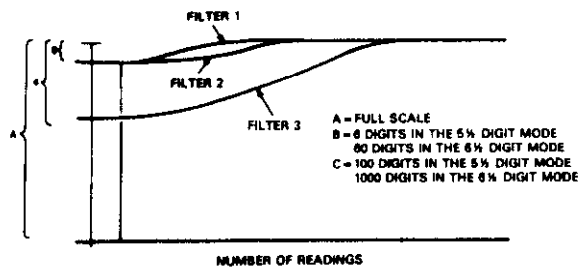 FILTER 1
B
FILTER 2
C
A
FILTER 3
A = FULL SCALE
B = 6 DIGITS IN THE 5½ DIGIT MODE
60 DIGITS IN THE 6½ DIGIT MODE
C = 100 DIGITS IN THE 5½ DIGIT MODE
1000 DIGITS IN THE 6½ DIGIT MODE
NUMBER OF READINGS